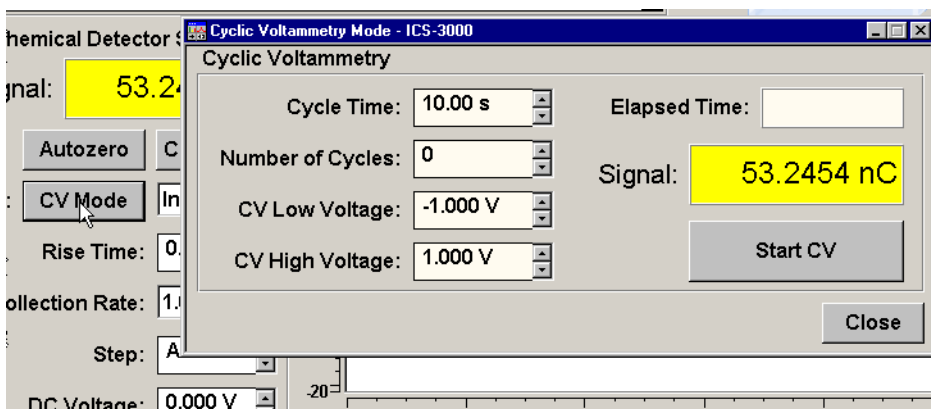 Cyclic Voltammetry Mode - ICS-3000
Cyclic Voltammetry
Cycle Time: 10.00 s
Number of Cycles: 0
CV Low Voltage: -1.000 V
CV High Voltage: 1.000 V
Elapsed Time:
Signal: 53.2454 nC
Start CV
Close
hemical Detector S
gnal: 53.24
Autozero C
: CV Mode In
Rise Time: 0.
ollection Rate: 1.0
Step: A
DC Voltage: 0.000 V
-20